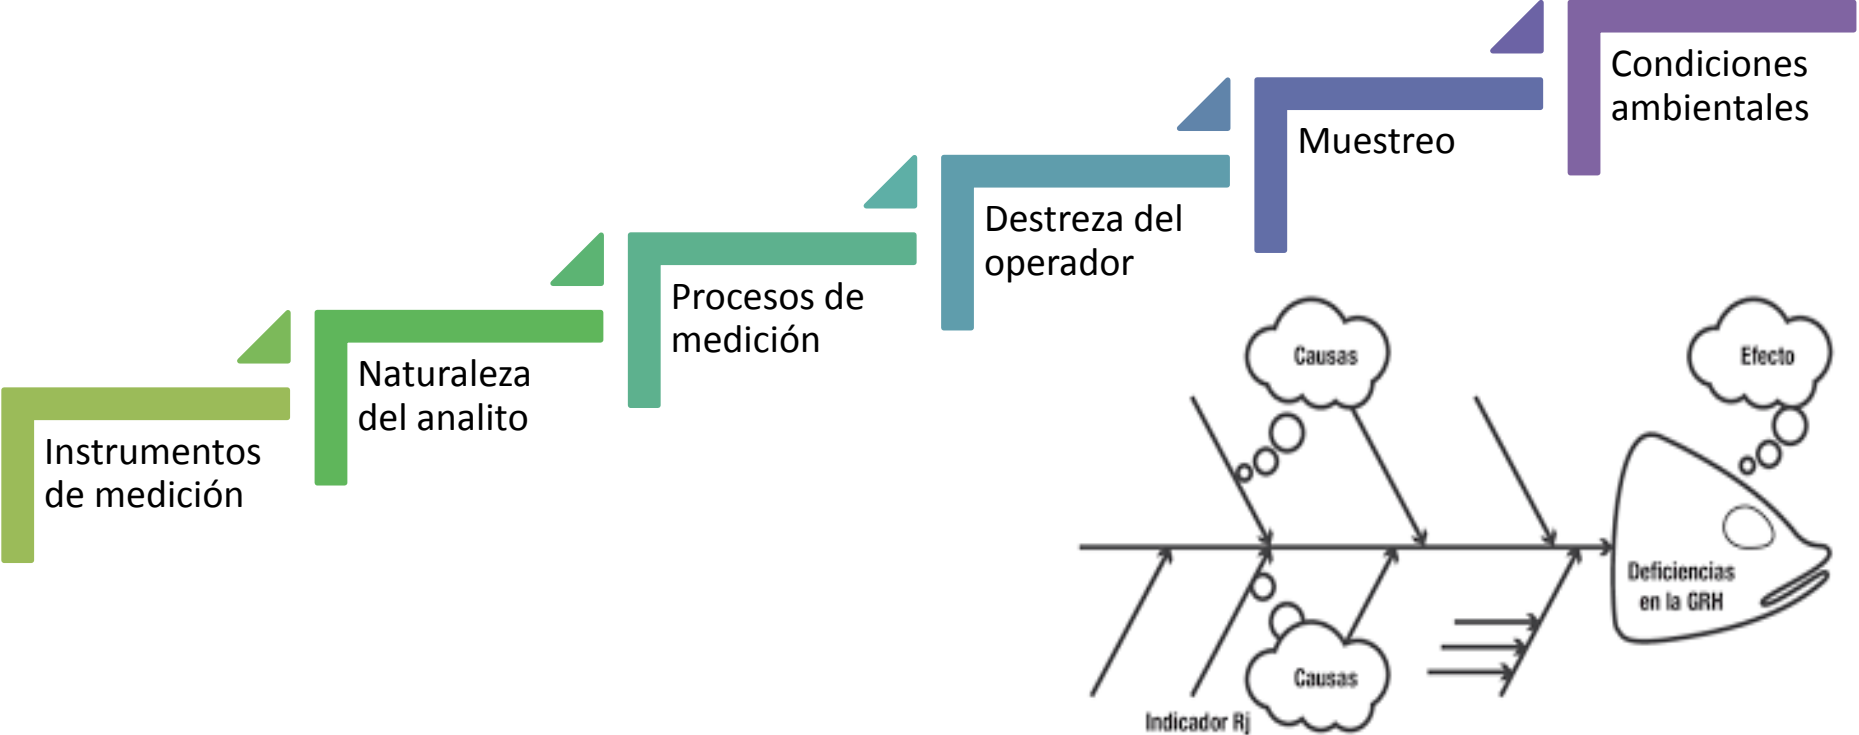 Instrumentos
de medición
Naturaleza
del analito
Procesos de
medición
Destreza del
operador
Muestreo
Condiciones
ambientales
Causas
Efecto
Deficiencias
en la GRH
Causas
Indicador Rj